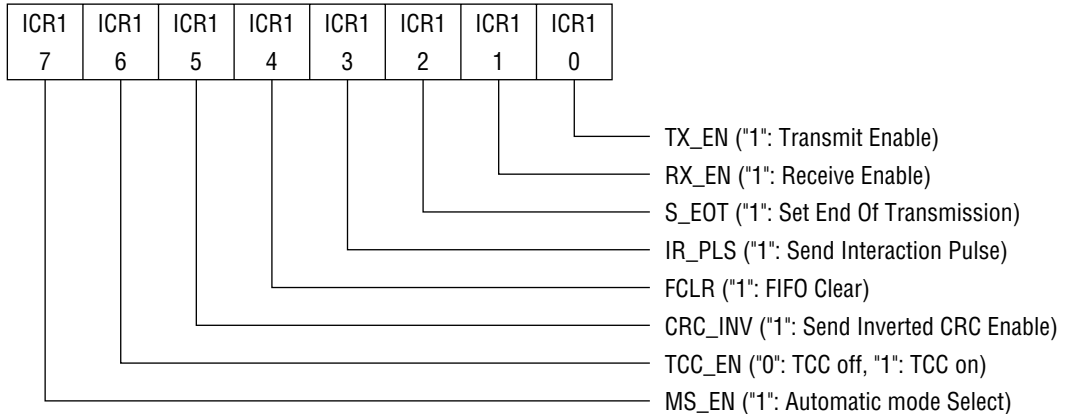 ICR1 ICR1 ICR1 ICR1 ICR1 ICR1 ICR1 ICR1
7 6 5 4 3 2 1 0
TX_EN ("1": Transmit Enable)
RX_EN ("1": Receive Enable)
S_EOT ("1": Set End Of Transmission)
IR_PLS ("1": Send Interaction Pulse)
FCLR ("1": FIFO Clear)
CRC_INV ("1": Send Inverted CRC Enable)
TCC_EN ("0": TCC off, "1": TCC on)
MS_EN ("1": Automatic mode Select)